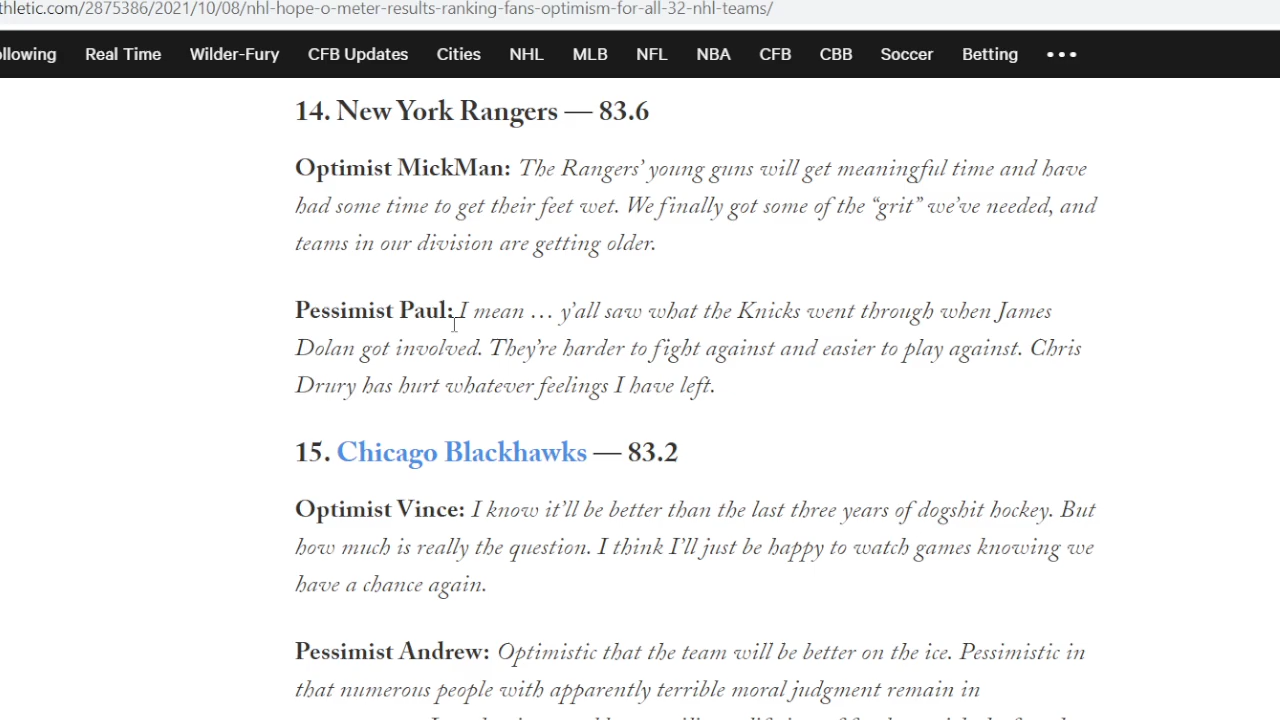 thletic.com/2875386/2021/10/08/nhl-hope-o-meter-results-ranking-fans-optimism-for-all-32-nhl-teams/
ollowing Real Time Wilder-Fury CFB Updates Cities NHL MLB NFL NBA CFB CBB Soccer Betting •••
14. New York Rangers — 83.6
Optimist MickMan: The Rangers’ young guns will get meaningful time and have
had some time to get their feet wet. We finally got some of the “grit” we’ve needed, and
teams in our division are getting older.
Pessimist Paul: I mean … y’all saw what the Knicks went through when James
Dolan got involved. They’re harder to fight against and easier to play against. Chris
Drury has hurt whatever feelings I have left.
15. Chicago Blackhawks — 83.2
Optimist Vince: I know it’ll be better than the last three years of dogshit hockey. But
how much is really the question. I think I’ll just be happy to watch games knowing we
have a chance again.
Pessimist Andrew: Optimistic that the team will be better on the ice. Pessimistic in
that numerous people with apparently terrible moral judgment remain in